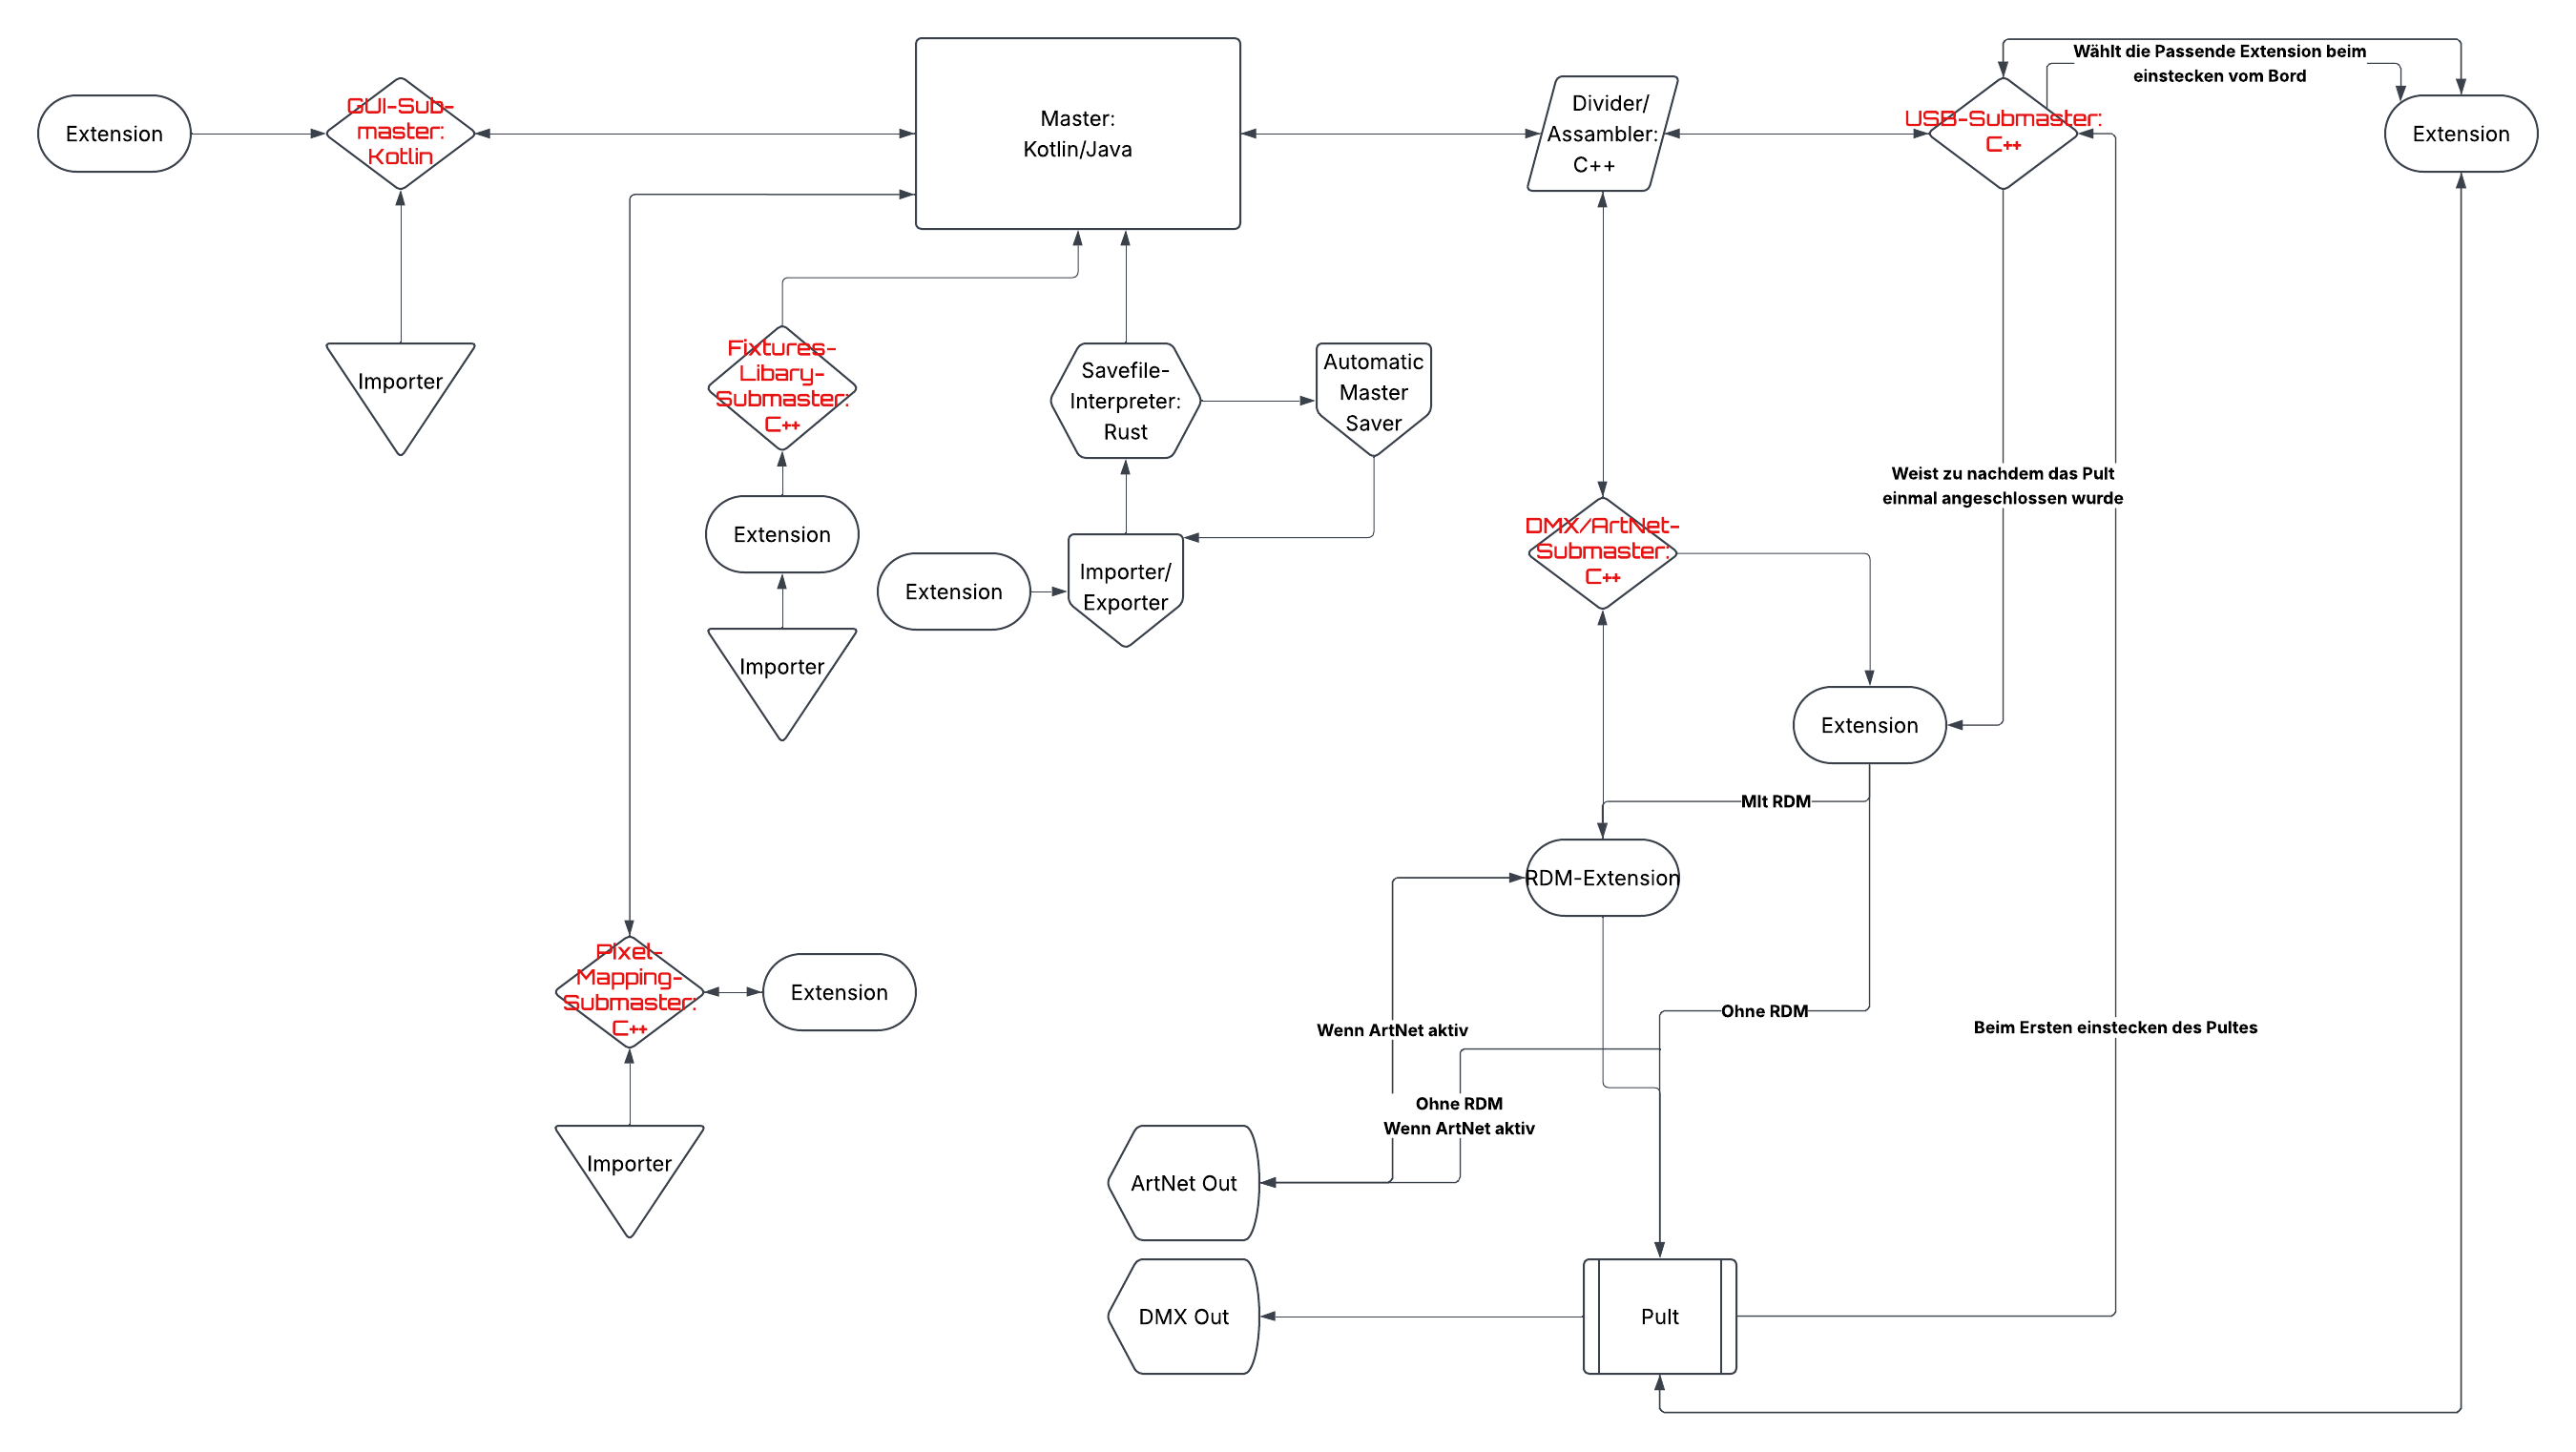 Wählt die Passende Extension beim
einstecken vom Bord
Extension
GUI-Sub-
master:
Kotlin
Master:
Kotlin/Java
Divider/
Assambler:
C++
USB-Submaster:
C++
Extension
Importer
Fixtures-
Libary-
Submaster:
C++
Savefile-
Interpreter:
Rust
Automatic
Master
Saver
Weist zu nachdem das Pult
einmal angeschlossen wurde
Extension
Extension
Importer/
Exporter
DMX/ArtNet-
Submaster:
C++
Importer
Extension
MIt RDM
RDM-Extension
PIxel-
Mapping-
Submaster:
C++
Extension
Ohne RDM
Wenn ArtNet aktiv
Beim Ersten einstecken des Pultes
Ohne RDM
Wenn ArtNet aktiv
Importer
ArtNet Out
DMX Out
Pult